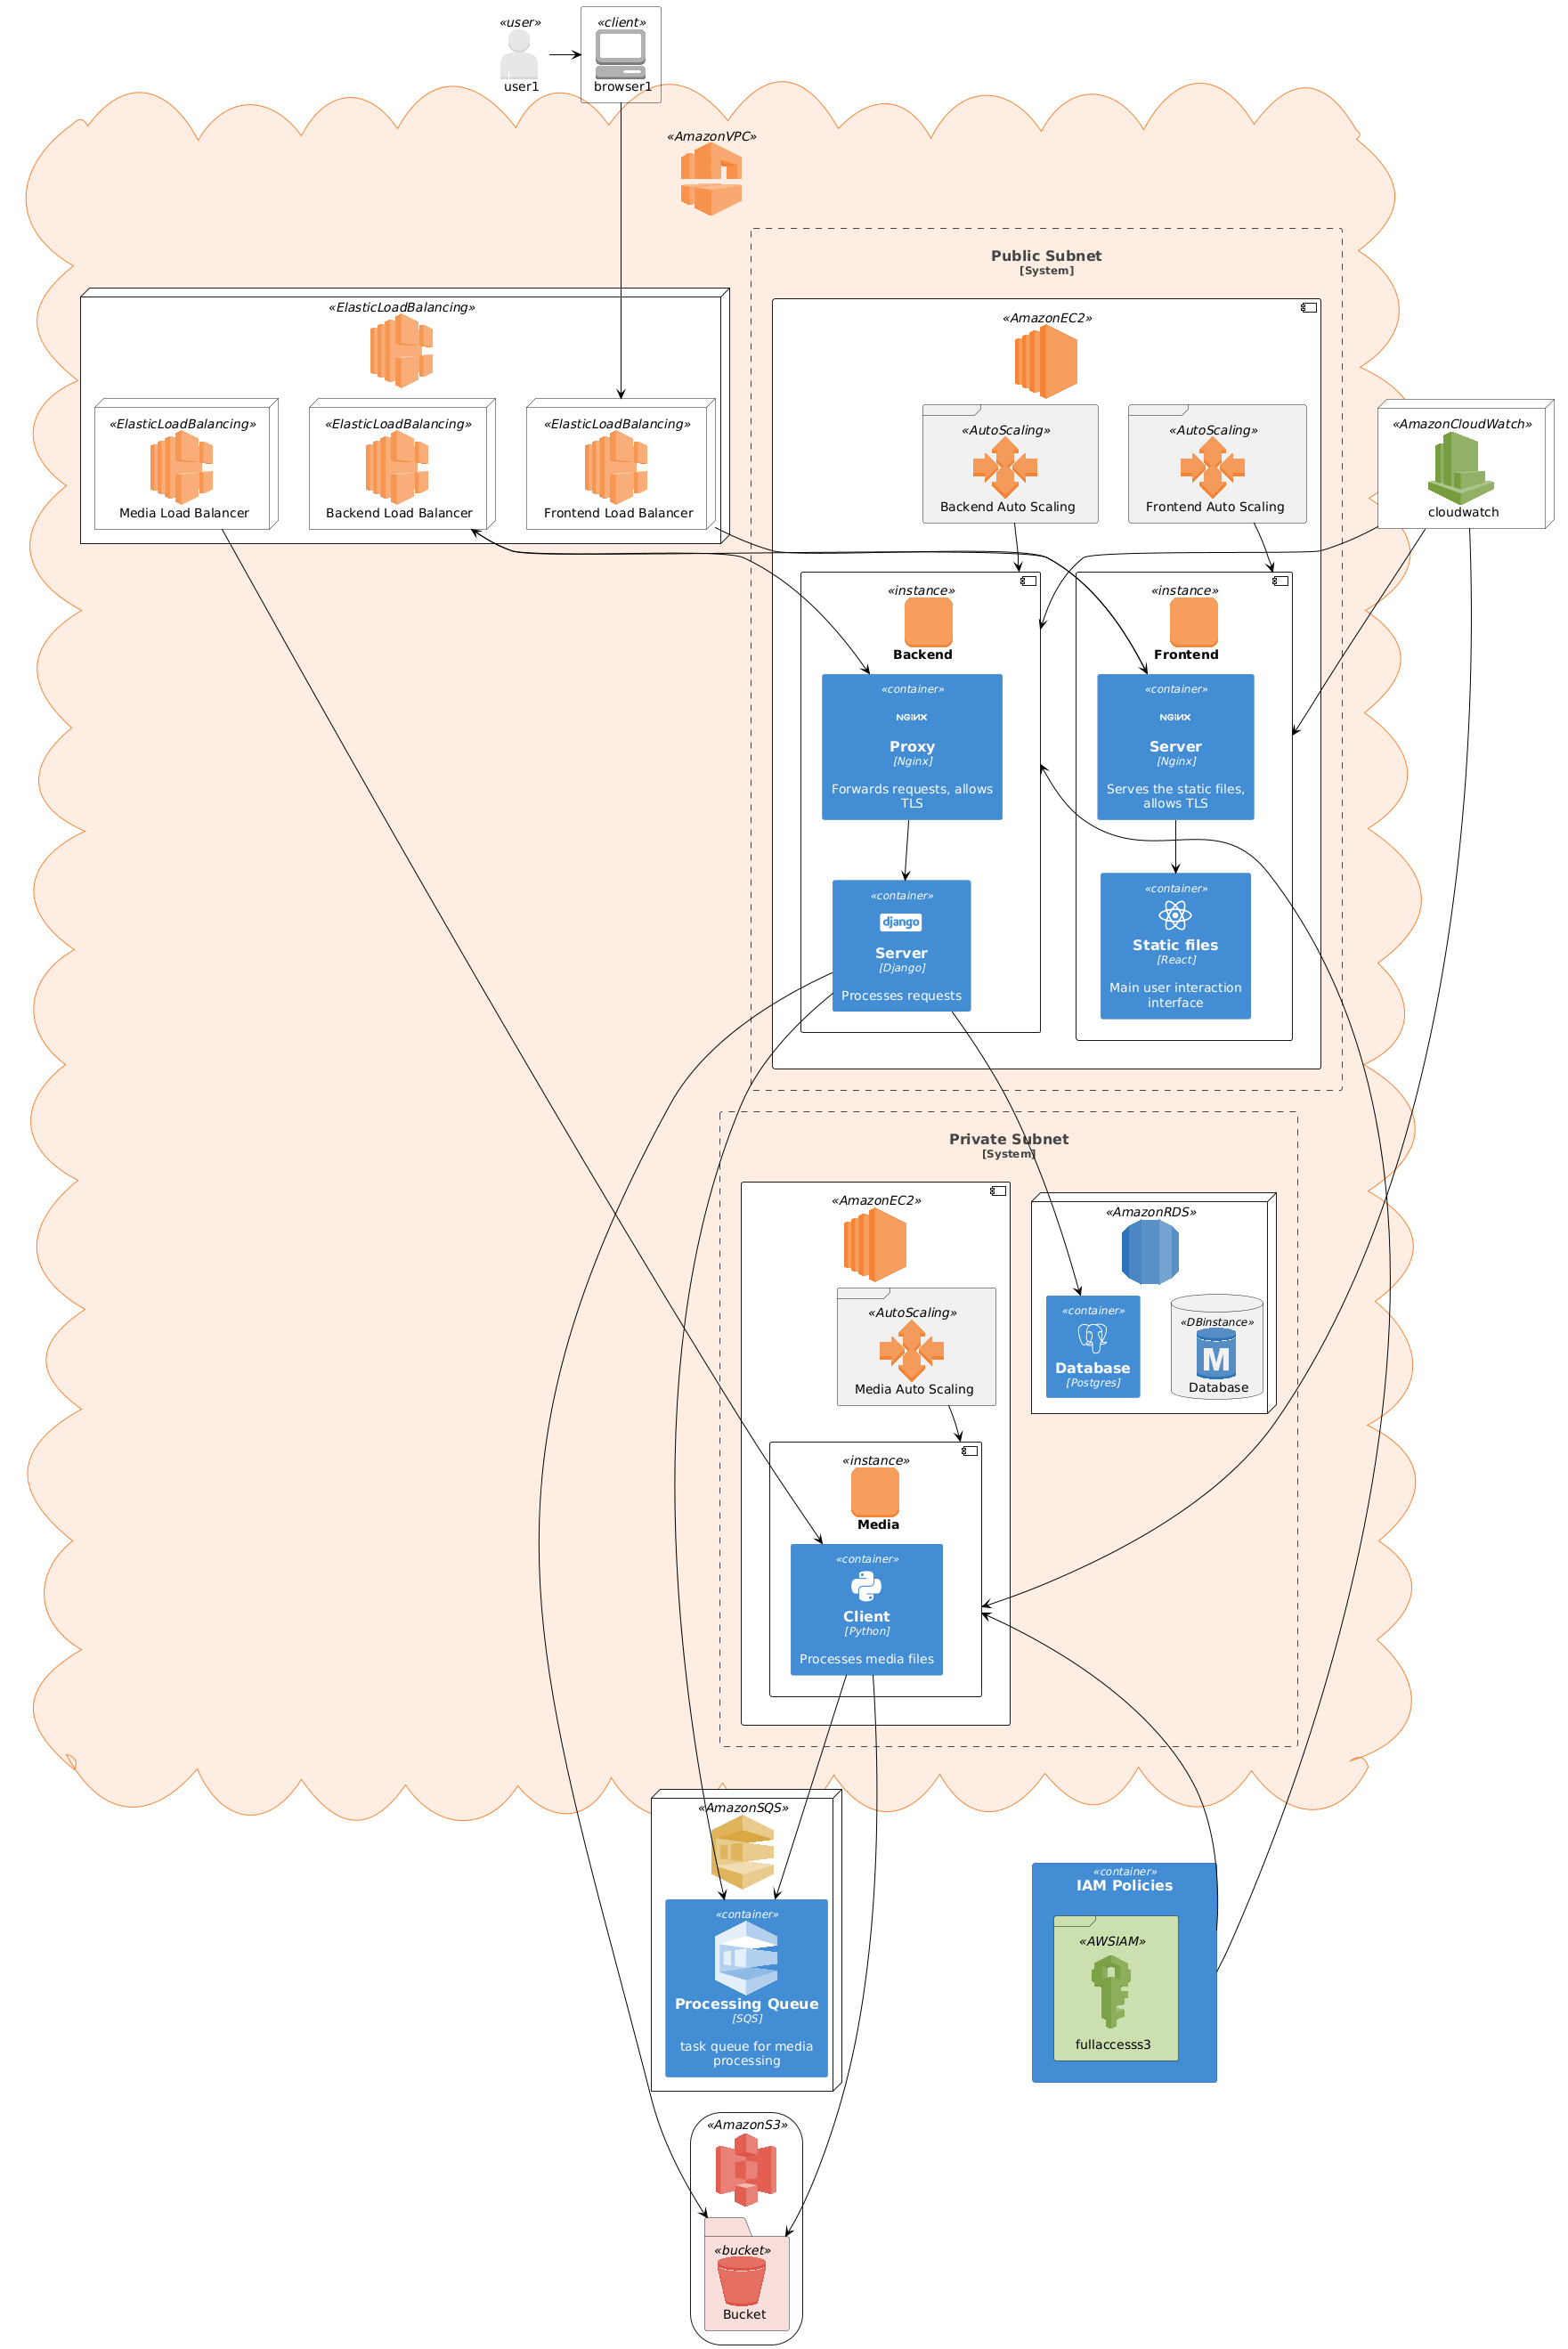 «user»
user1
«client»
browser1
«AmazonVPC»
Public Subnet
[System]
«ElasticLoadBalancing»
«ElasticLoadBalancing»
Media Load Balancer
«ElasticLoadBalancing»
Backend Load Balancer
«ElasticLoadBalancing»
Frontend Load Balancer
«AmazonEC2»
«AutoScaling»
Backend Auto Scaling
«AutoScaling»
Frontend Auto Scaling
«AmazonCloudWatch»
cloudwatch
«instance»
Backend
«container»
NGINX
Proxy
[Nginx]
Forwards requests, allows
TLS
«container»
django
Server
[Django]
Processes requests
«instance»
Frontend
«container»
NGINX
Server
[Nginx]
Serves the static files,
allows TLS
«container»
Static files
[React]
Main user interaction
interface
Private Subnet
[System]
«AmazonEC2»
«AutoScaling»
Media Auto Scaling
«instance»
Media
«container»
Client
[Python]
Processes media files
«AmazonRDS»
«container»
Database
[Postgres]
«DBinstance»
M
Database
«AmazonSQS»
«container»
Processing Queue
[SQS]
task queue for media
processing
«container»
IAM Policies
«AWSIAM»
fullaccesss3
«AmazonS3»
«bucket»
Bucket